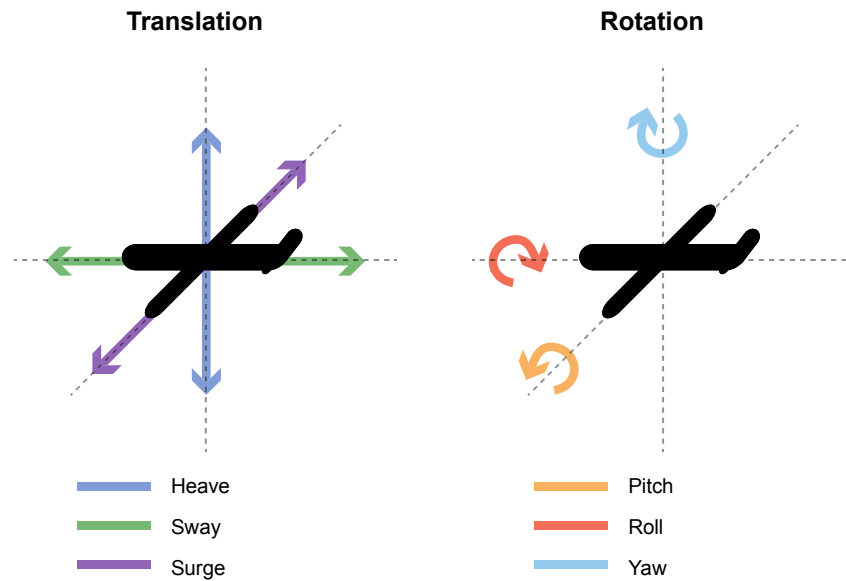 Translation
Rotation
Heave
Sway
Surge
Pitch
Roll
Yaw